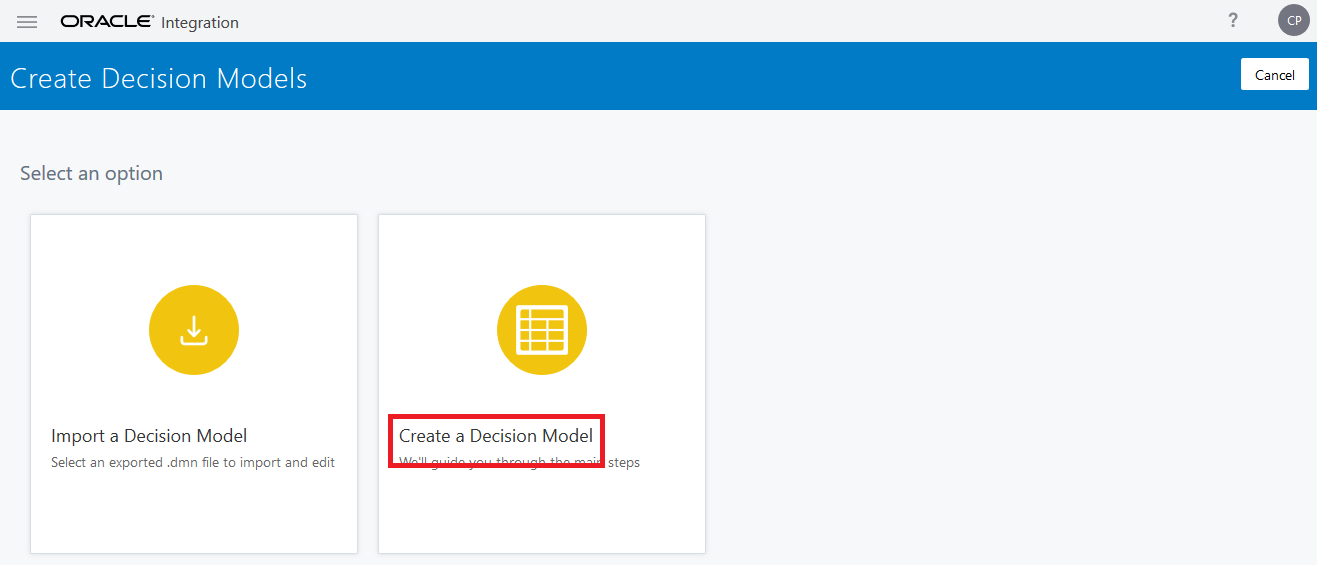 ORACLE Integration
?
CP
Create Decision Models
Cancel
Select an option
Import a Decision Model
Select an exported .dmn file to import and edit
Create a Decision Model
We'll guide you through the main steps